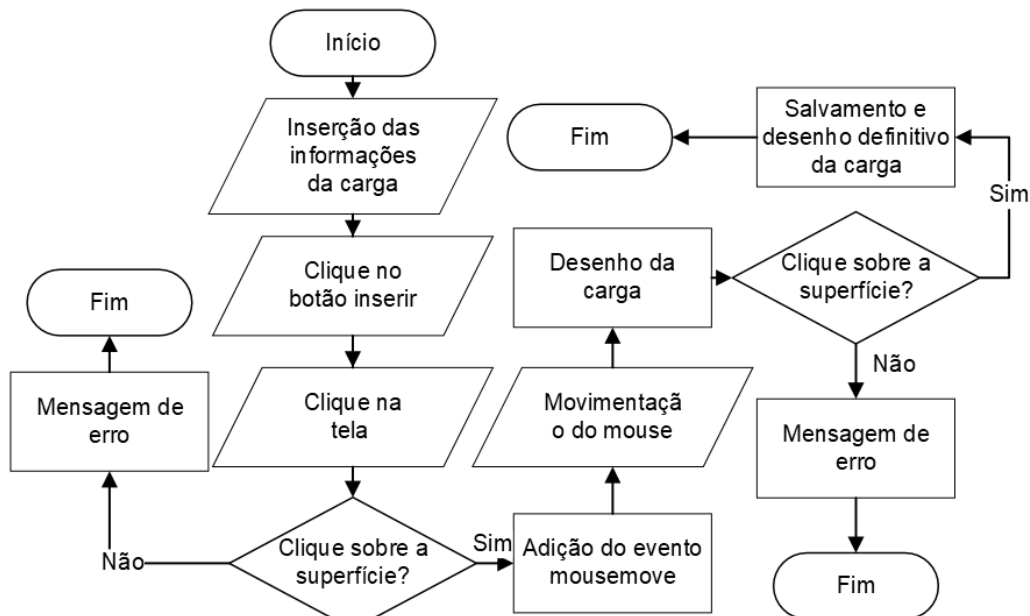 Início
Inserção das
informações
da carga
Clique no
botão inserir
Clique na
tela
Clique sobre a
superfície?
Não
Mensagem de
erro
Fim
Sim
Adição do evento
mousemove
Movimentaçã
o do mouse
Desenho da
carga
Clique sobre a
superfície?
Sim
Salvamento e
desenho definitivo
da carga
Fim
Não
Mensagem de
erro
Fim